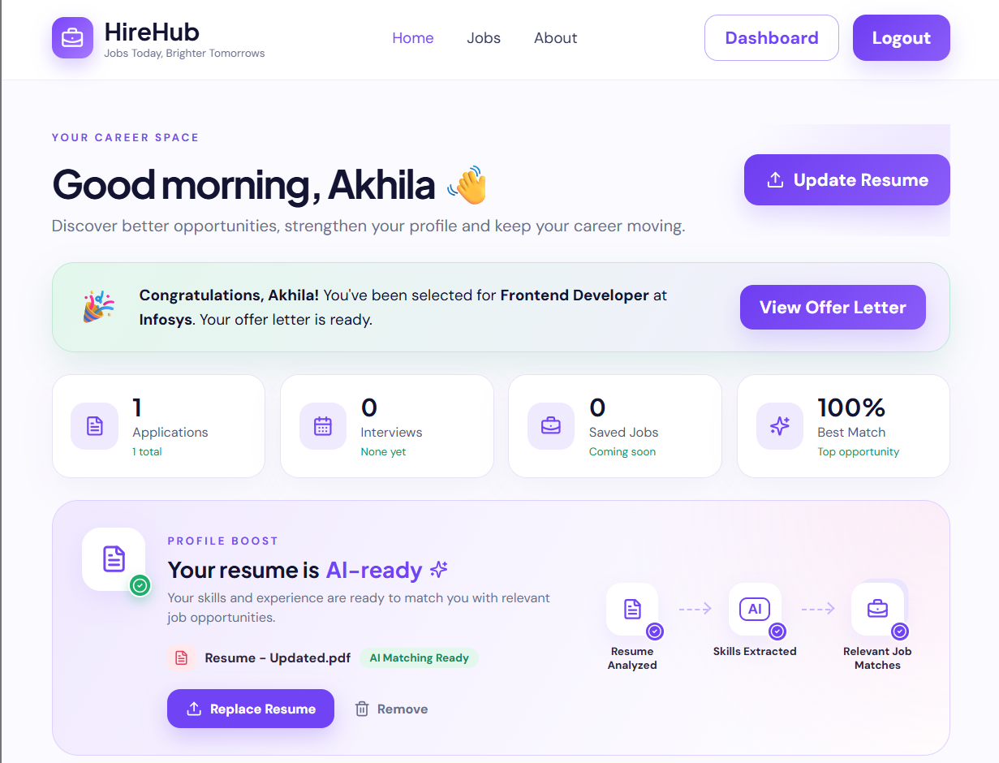 HireHub
Jobs Today, Brighter Tomorrows
Home
Jobs
About
Dashboard
Logout
YOUR CAREER SPACE
Good morning, Akhila 👋
Discover better opportunities, strengthen your profile and keep your career moving.
Update Resume
Congratulations, Akhila! You've been selected for Frontend Developer at
Infosys. Your offer letter is ready.
View Offer Letter
1
Applications
1 total
0
Interviews
None yet
0
Saved Jobs
Coming soon
100%
Best Match
Top opportunity
PROFILE BOOST
Your resume is AI-ready
Your skills and experience are ready to match you with relevant
job opportunities.
Resume - Updated.pdf
AI Matching Ready
Replace Resume
Remove
Resume
Analyzed
AI
Skills Extracted
Relevant Job
Matches